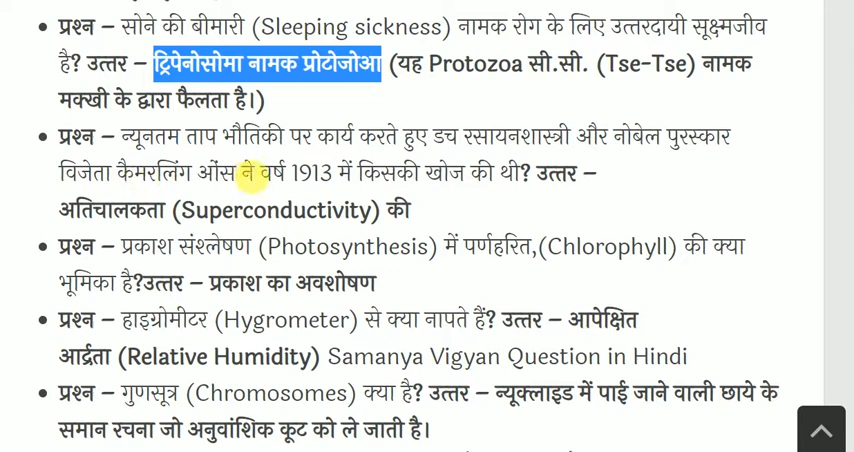 प्रश्न – सोने की बीमारी (Sleeping sickness) नामक रोग के लिए उत्तरदायी सूक्ष्मजीव
है? उत्तर – ट्रिपेनोसोमा नामक प्रोटोजोआ (यह Protozoa सी.सी. (Tse-Tse) नामक
मक्खी के द्वारा फैलता है।)
प्रश्न – न्यूनतम ताप भौतिकी पर कार्य करते हुए डच रसायनशास्त्री और नोबेल पुरस्कार
विजेता कैमरलिंग ओंस ने वर्ष 1913 में किसकी खोज की थी? उत्तर –
अतिचालकता (Superconductivity) की
प्रश्न – प्रकाश संश्लेषण (Photosynthesis) में पर्णहरित,(Chlorophyll) की क्या
भूमिका है?उत्तर – प्रकाश का अवशोषण
प्रश्न – हाइग्रोमीटर (Hygrometer) से क्या नापते हैं? उत्तर – आपेक्षित
आर्द्रता (Relative Humidity) Samanya Vigyan Question in Hindi
प्रश्न – गुणसूत्र (Chromosomes) क्या है? उत्तर – न्यूक्लाइड में पाई जाने वाली छाये के
समान रचना जो अनुवांशिक कूट को ले जाती है।